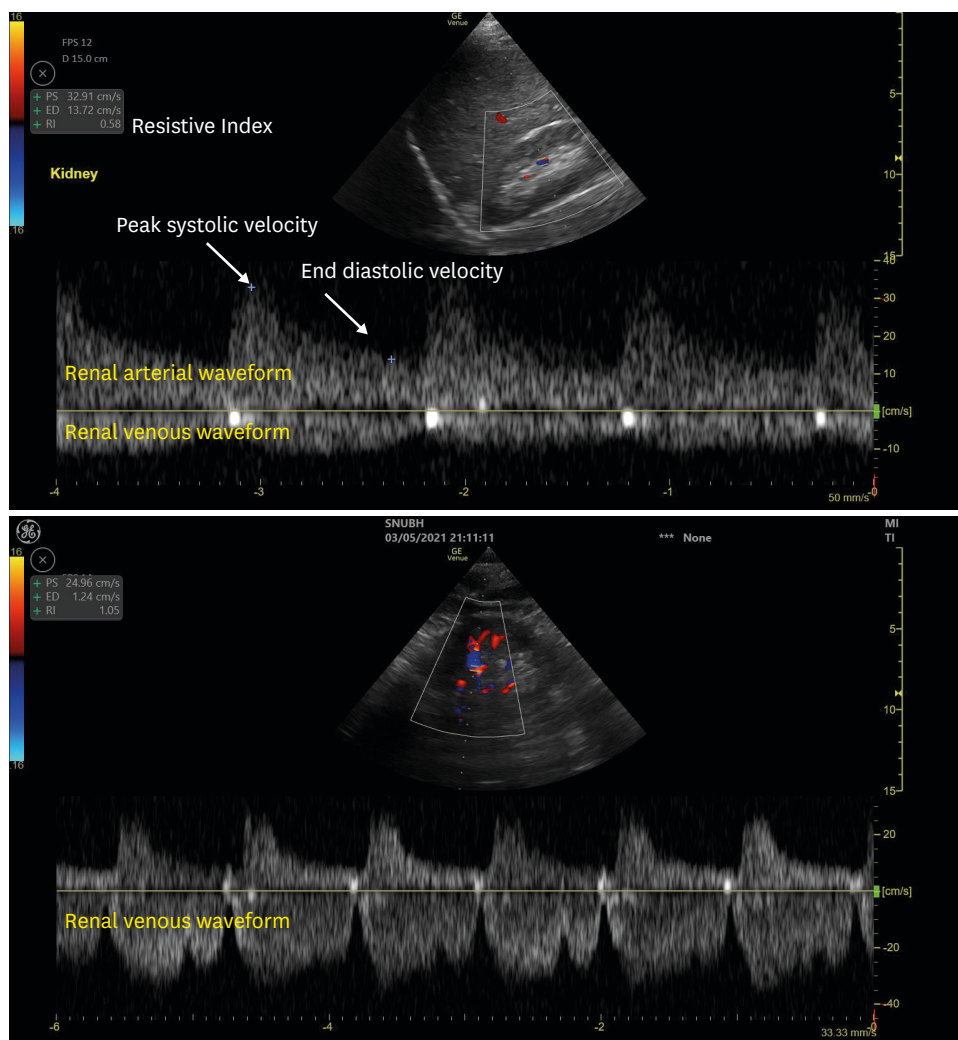 16
GE
Venue
FPS 12
D 15.0 cm
+ PS 32.91 cm/s
+ ED 13.72 cm/s
+ RI 0.58
Resistive Index
Kidney
.16
5
10
15
Peak systolic velocity
End diastolic velocity
40
30
20
10
[cm/s]
-10
Renal arterial waveform
Renal venous waveform
-4
-3
-2
-1
-0
50 mm/s
SNUBH
03/05/2021 21:11:11
*** None
MI
TI
GE
Venue
16
+ PS 24.96 cm/s
+ ED 1.24 cm/s
+ RI 1.05
.16
5
10
15
20
[cm/s]
-20
-40
Renal venous waveform
-6
-4
-2
-0
33.33 mm/s